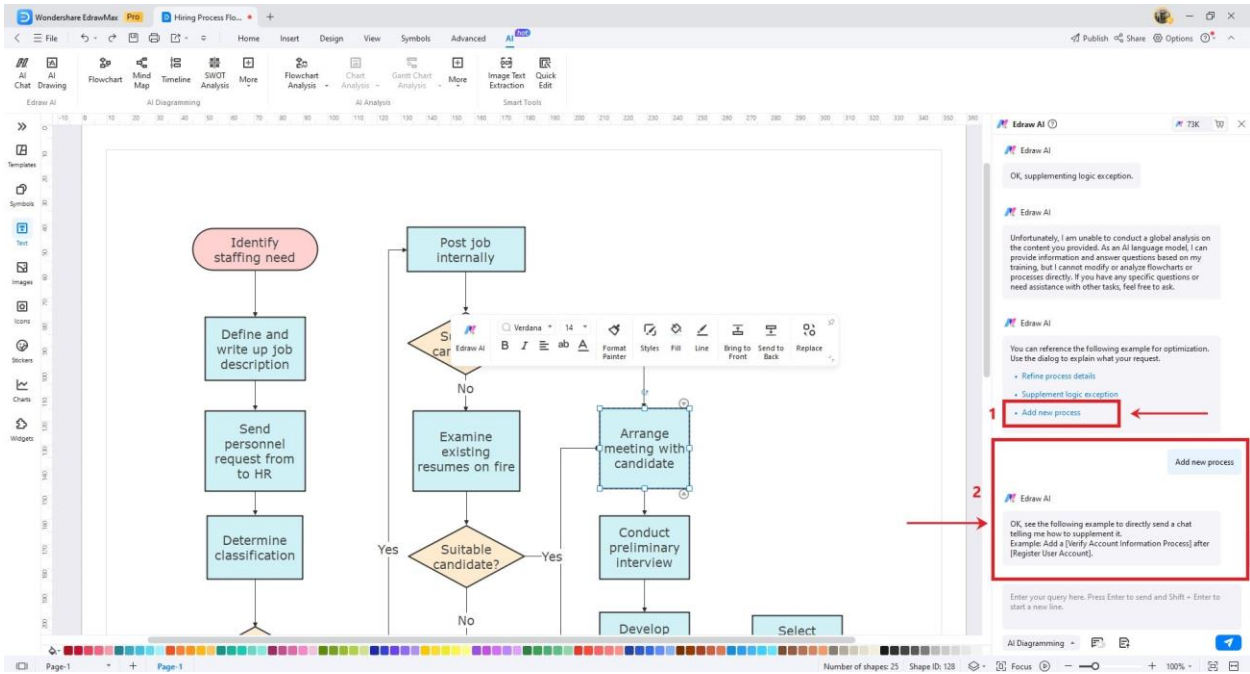 Wondershare EdrawMax Pro Hiring Process Flo...
File Home Insert Design View Symbols Advanced AI hot Publish Share Options
AI Chat
AI Drawing
Flowchart
Mind Map
Timeline
SWOT Analysis
More
Flowchart Analysis
Chart Analysis
Gantt Chart Analysis
More
Image Text Extraction
Quick Edit
Edraw AI
AI Diagramming
AI Analysis
Smart Tools
Templates
Symbols
Text
Images
Icons
Stickers
Charts
Widgets
Identify
staffing need
Define and
write up job
description
Send
personnel
request from
to HR
Determine
classification
Post job
internally
No
Examine
existing
resumes on fire
Yes
Suitable
candidate?
Yes
No
Edraw AI
Verdana 14
B I ab A
Format Painter
Styles
Fill
Line
Bring to Front
Send to Back
Replace
Arrange
meeting with
candidate
Conduct
preliminary
interview
Develop
Select
Edraw AI 73K
Edraw AI
OK, supplementing logic exception.
Edraw AI
Unfortunately, I am unable to conduct a global analysis on
the content you provided. As an AI language model, I can
provide information and answer questions based on my
training, but I cannot modify or analyze flowcharts or
processes directly. If you have any specific questions or
need assistance with other tasks, feel free to ask.
Edraw AI
You can reference the following example for optimization.
Use the dialog to explain what your request.
Refine process details
Supplement logic exception
1
Add new process
2
Add new process
Edraw AI
OK, see the following example to directly send a chat
telling me how to supplement it.
Example: Add a [Verify Account Information Process] after
[Register User Account].
Enter your query here. Press Enter to send and Shift + Enter to
start a new line.
AI Diagramming
Page-1 + Page-1 Number of shapes: 25 Shape ID: 128 Focus 100%